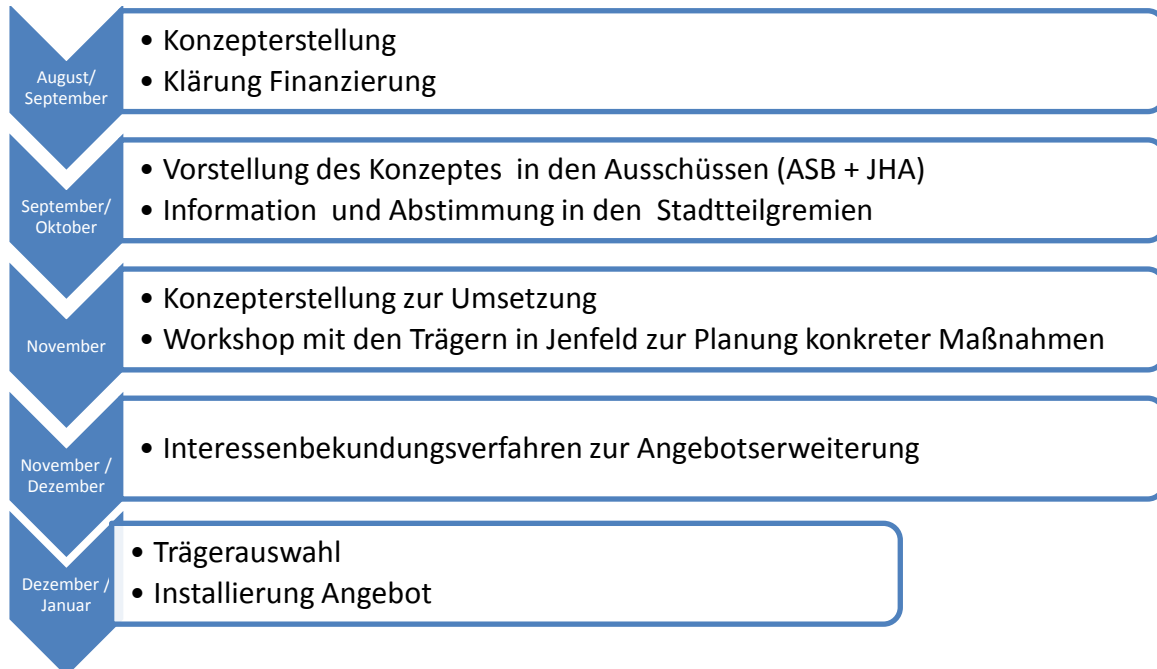 August/
September
• Konzepterstellung
• Klärung Finanzierung
September/
Oktober
• Vorstellung des Konzeptes in den Ausschüssen (ASB + JHA)
• Information und Abstimmung in den Stadtteilgremien
November
• Konzepterstellung zur Umsetzung
• Workshop mit den Trägern in Jenfeld zur Planung konkreter Maßnahmen
November /
Dezember
• Interessenbekundungsverfahren zur Angebotserweiterung
Dezember /
Januar
• Trägerauswahl
• Installierung Angebot